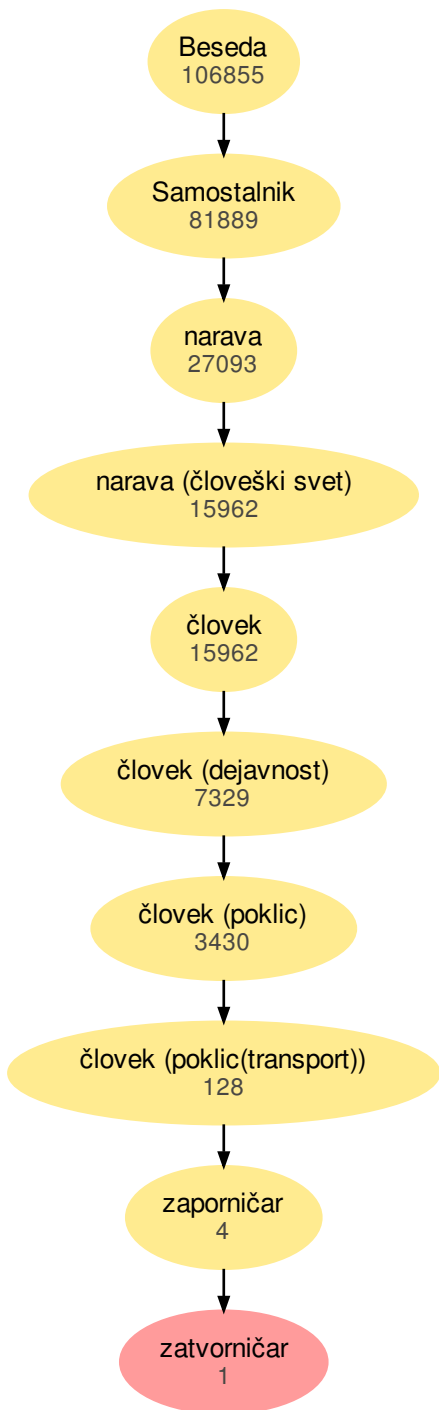 Beseda
106855
Samostalnik
81889
narava
27093
narava (človeški svet)
15962
človek
15962
človek (dejavnost)
7329
človek (poklic)
3430
človek (poklic(transport))
128
zaporničar
4
zatvorničar
1